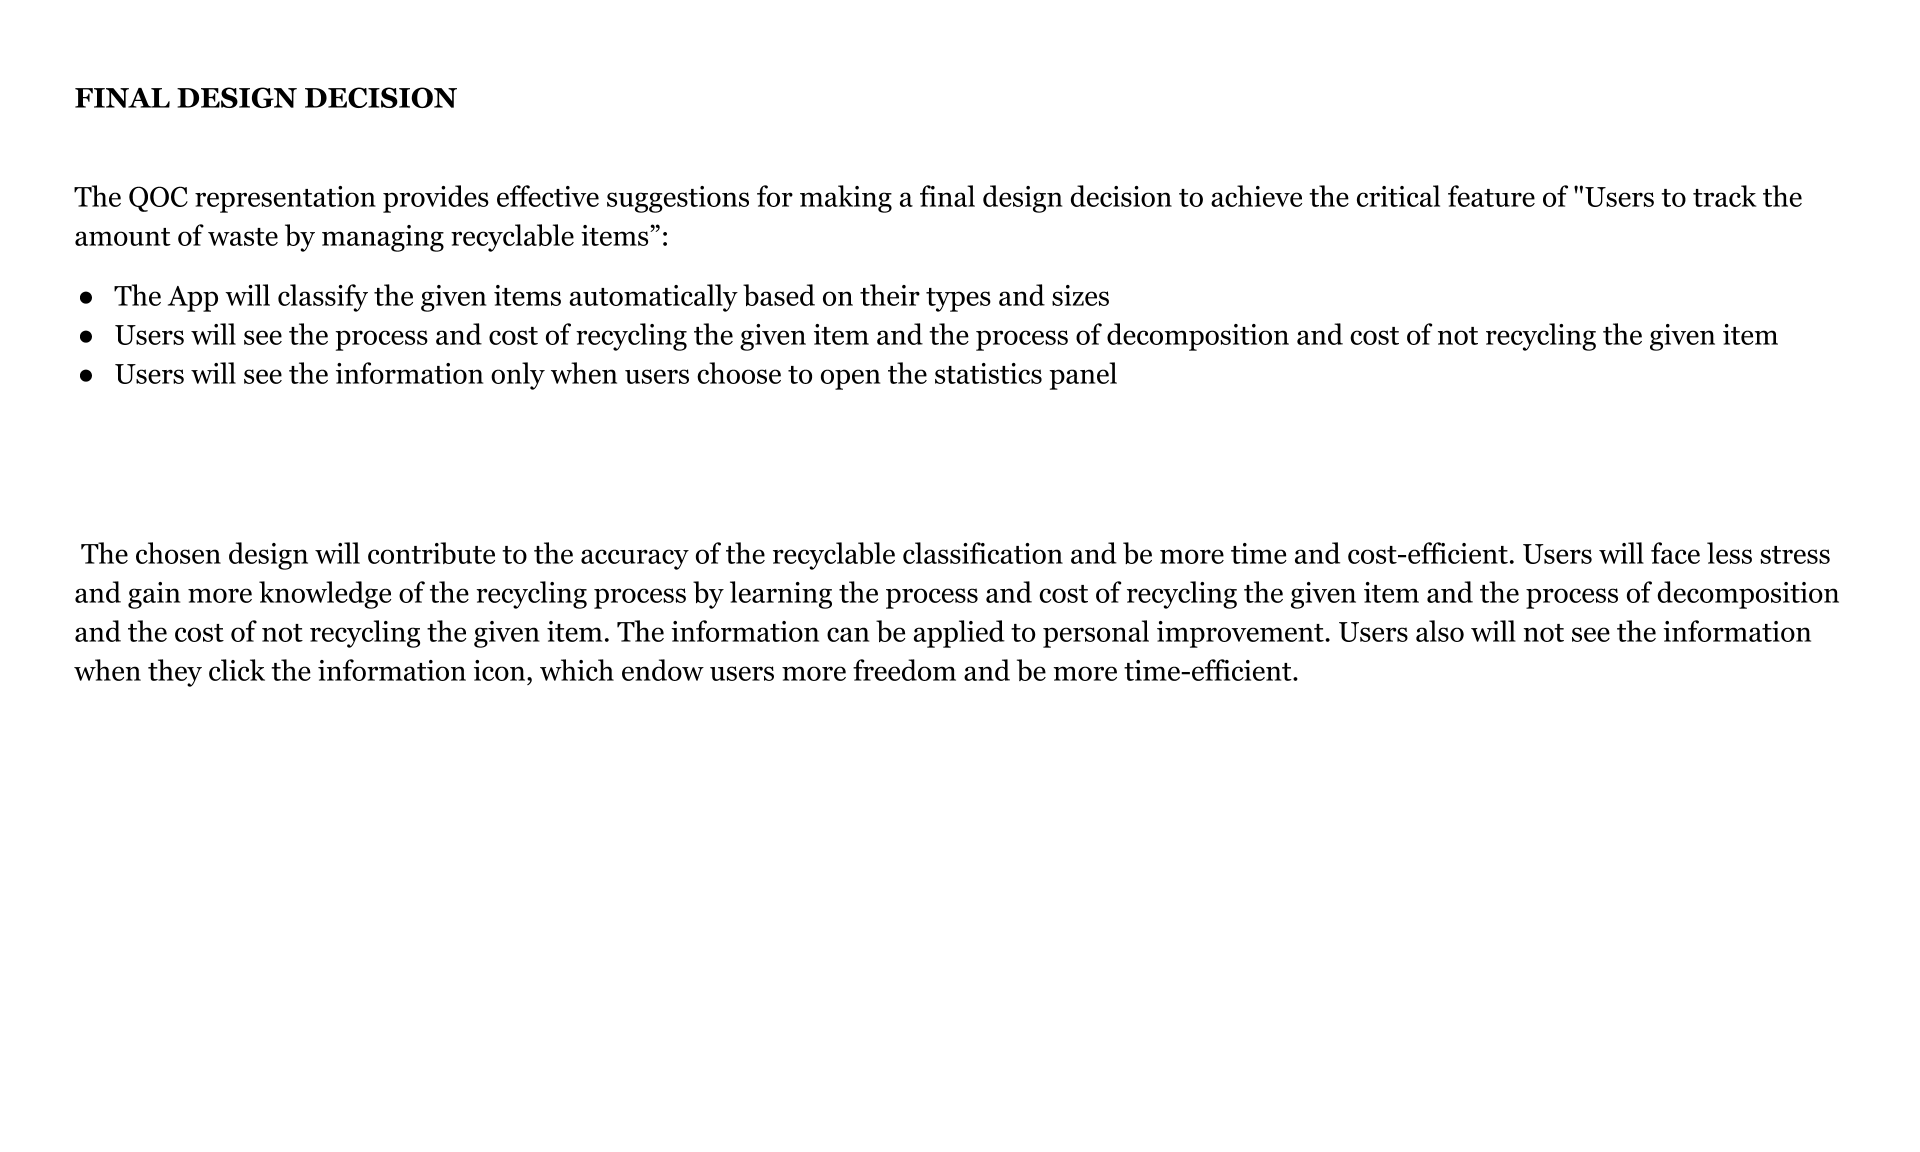 FINAL DESIGN DECISION
The QOC representation provides effective suggestions for making a final design decision to achieve the critical feature of "Users to track the
amount of waste by managing recyclable items”:
● The App will classify the given items automatically based on their types and sizes
● Users will see the process and cost of recycling the given item and the process of decomposition and cost of not recycling the given item
● Users will see the information only when users choose to open the statistics panel
The chosen design will contribute to the accuracy of the recyclable classification and be more time and cost-efficient. Users will face less stress
and gain more knowledge of the recycling process by learning the process and cost of recycling the given item and the process of decomposition
and the cost of not recycling the given item. The information can be applied to personal improvement. Users also will not see the information
when they click the information icon, which endow users more freedom and be more time-efficient.